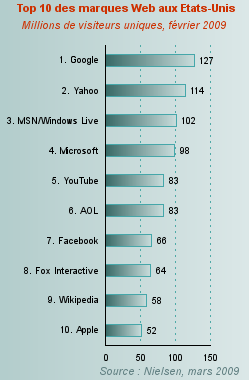 Top 10 des marques Web aux Etats-Unis
Millions de visiteurs uniques, février 2009
1. Google 127
2. Yahoo 114
3. MSN/Windows Live 102
4. Microsoft 98
5. YouTube 83
6. AOL 83
7. Facebook 66
8. Fox Interactive 64
9. Wikipedia 58
10. Apple 52
0 50 100 150
Source : Nielsen, mars 2009